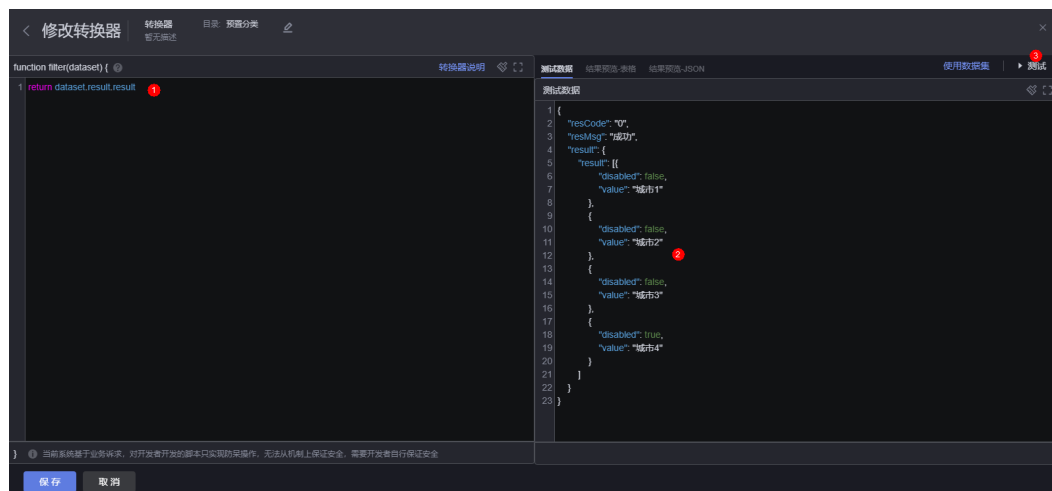 修改转换器
转换器
暂无描述
目录: 预置分类
function filter(dataset) {
转换器说明
1 return dataset.result.result
1
}
当前系统基于业务诉求，对开发者开发的脚本只实现防呆操作，无法从机制上保证安全，需要开发者自行保证安全
保存
取消
测试数据 结果预览-表格 结果预览-JSON
使用数据集
3
测试
测试数据
1 {
2 "resCode": "0",
3 "resMsg": "成功",
4 "result": {
5 "result": [{
6 "disabled": false,
7 "value": "城市1"
8 },
9 {
10 "disabled": false,
11 "value": "城市2"
12 },
2
13 {
14 "disabled": false,
15 "value": "城市3"
16 },
17 {
18 "disabled": true,
19 "value": "城市4"
20 }
21 ]
22 }
23 }